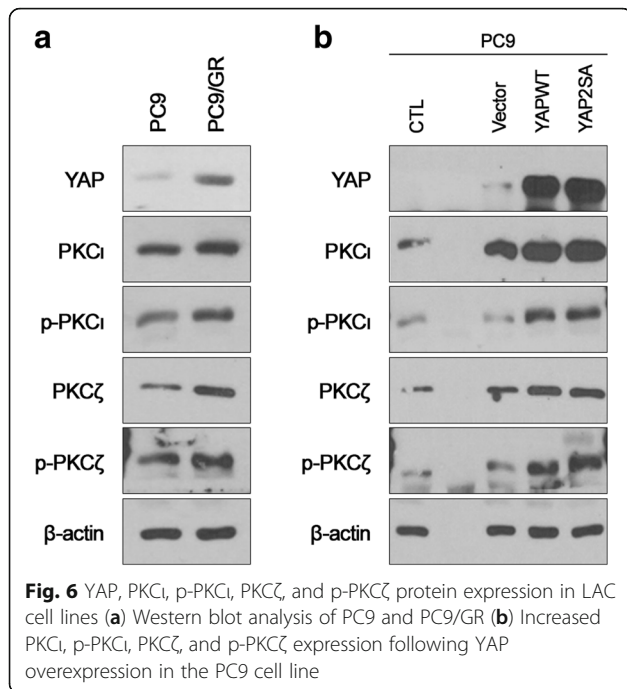 a
b
PC9
PC9
PC9/GR
CTL
Vector
YAPWT
YAP2SA
YAP
YAP
PKCι
PKCι
p-PKCι
p-PKCι
PKCζ
PKCζ
p-PKCζ
p-PKCζ
β-actin
β-actin
Fig. 6 YAP, PKCι, p-PKCι, PKCζ, and p-PKCζ protein expression in LAC
cell lines (a) Western blot analysis of PC9 and PC9/GR (b) Increased
PKCι, p-PKCι, PKCζ, and p-PKCζ expression following YAP
overexpression in the PC9 cell line